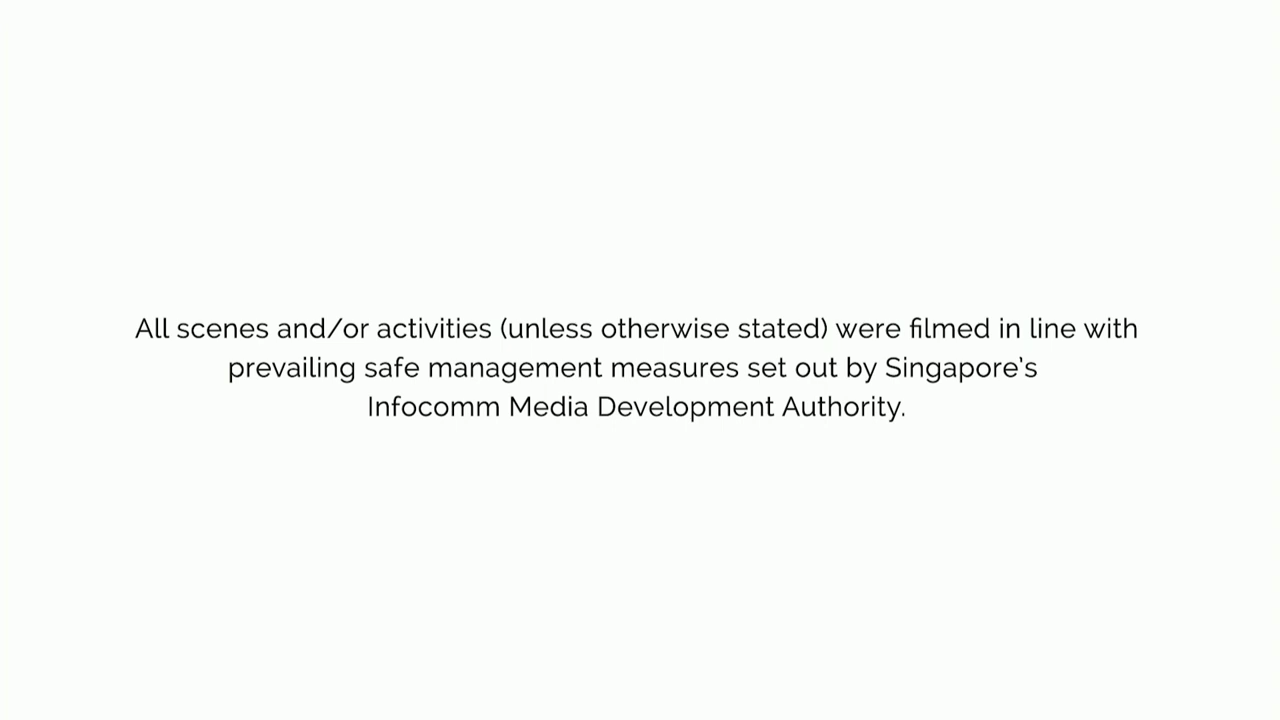 All scenes and/or activities (unless otherwise stated) were filmed in line with
prevailing safe management measures set out by Singapore's
Infocomm Media Development Authority.